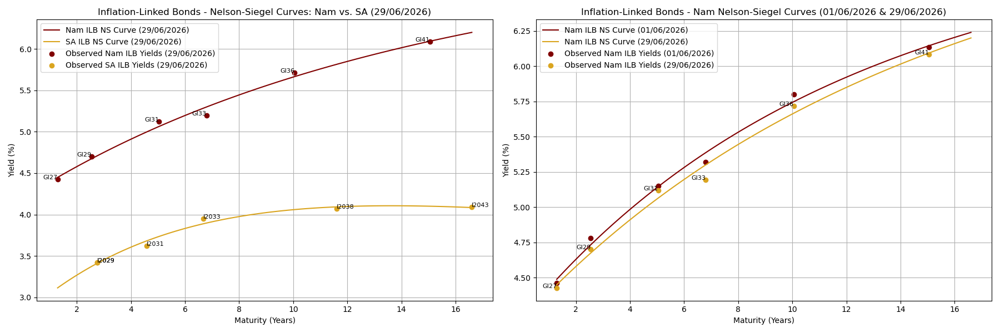 Inflation-Linked Bonds - Nelson-Siegel Curves: Nam vs. SA (29/06/2026)
Nam ILB NS Curve (29/06/2026)
SA ILB NS Curve (29/06/2026)
Observed Nam ILB Yields (29/06/2026)
Observed SA ILB Yields (29/06/2026)
GI41
GI36
GI33
GI31
GI29
GI27
I2029
I2029
I2031
I2033
I2038
I2043
6.0
5.5
5.0
4.5
4.0
3.5
3.0
Yield (%)
2 4 6 8 10 12 14 16
Maturity (Years)
Inflation-Linked Bonds - Nam Nelson-Siegel Curves (01/06/2026 & 29/06/2026)
Nam ILB NS Curve (01/06/2026)
Nam ILB NS Curve (29/06/2026)
Observed Nam ILB Yields (01/06/2026)
Observed Nam ILB Yields (29/06/2026)
GI41
GI36
GI33
GI31
GI29
GI27
6.25
6.00
5.75
5.50
5.25
5.00
4.75
4.50
Yield (%)
2 4 6 8 10 12 14 16
Maturity (Years)